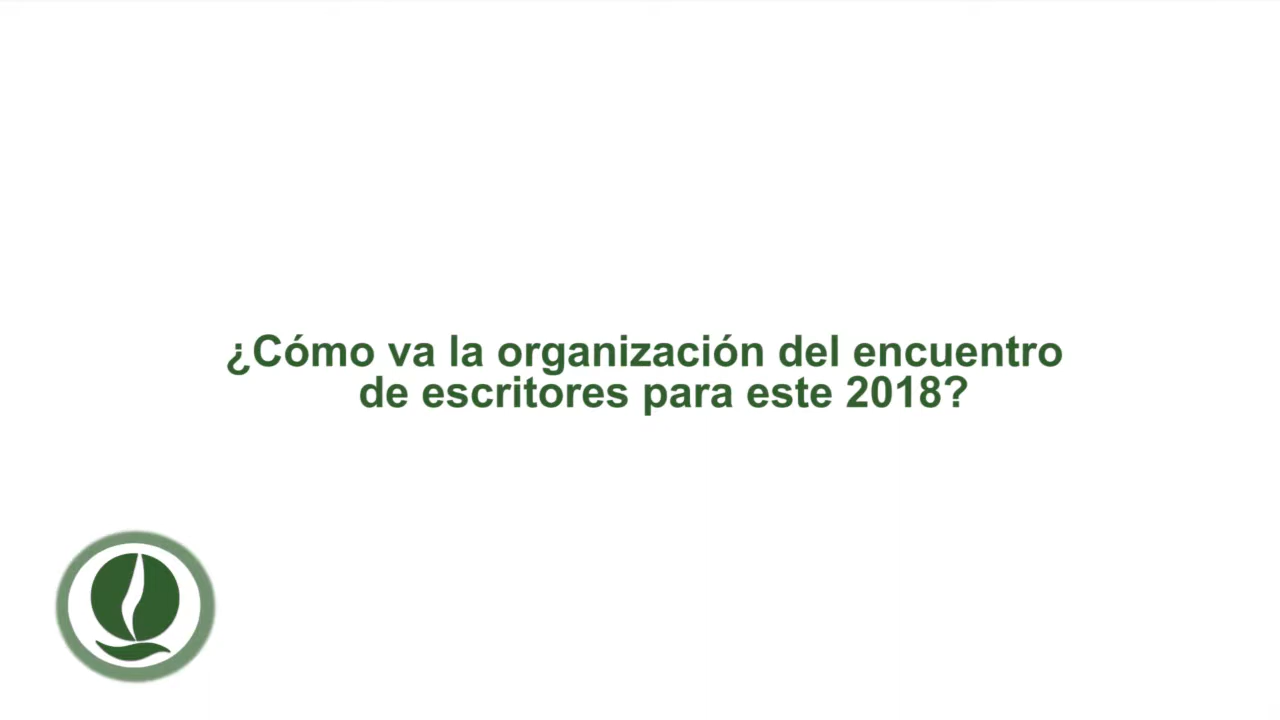 ¿Cómo va la organización del encuentro
de escritores para este 2018?